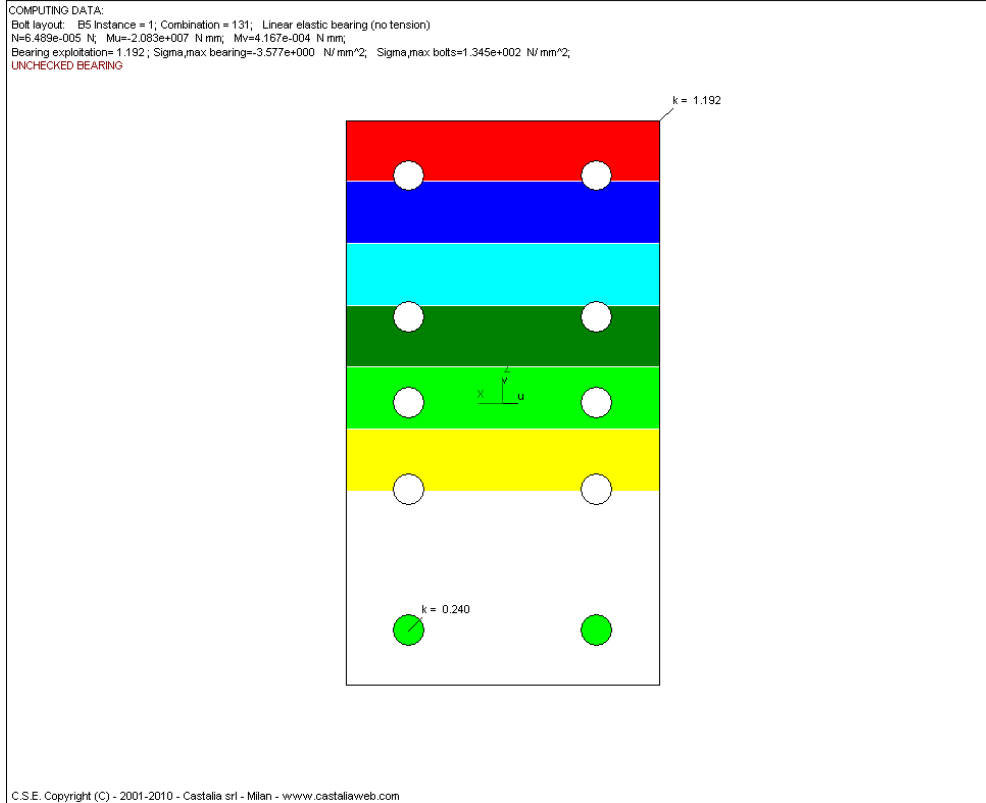 COMPUTING DATA:
Bolt layout: B5 Instance = 1; Combination = 131; Linear elastic bearing (no tension)
N=6.489e-005 N; Mu=-2.083e+007 N mm; Mv=4.167e-004 N mm;
Bearing exploitation= 1.192 ; Sigma,max bearing=-3.577e+000 N/ mm^2; Sigma,max bolts=1.345e+002 N/ mm^2;
UNCHECKED BEARING
k = 1.192
Z
v
X
u
k = 0.240
C.S.E. Copyright (C) - 2001-2010 - Castalia srl - Milan - www.castaliaweb.com